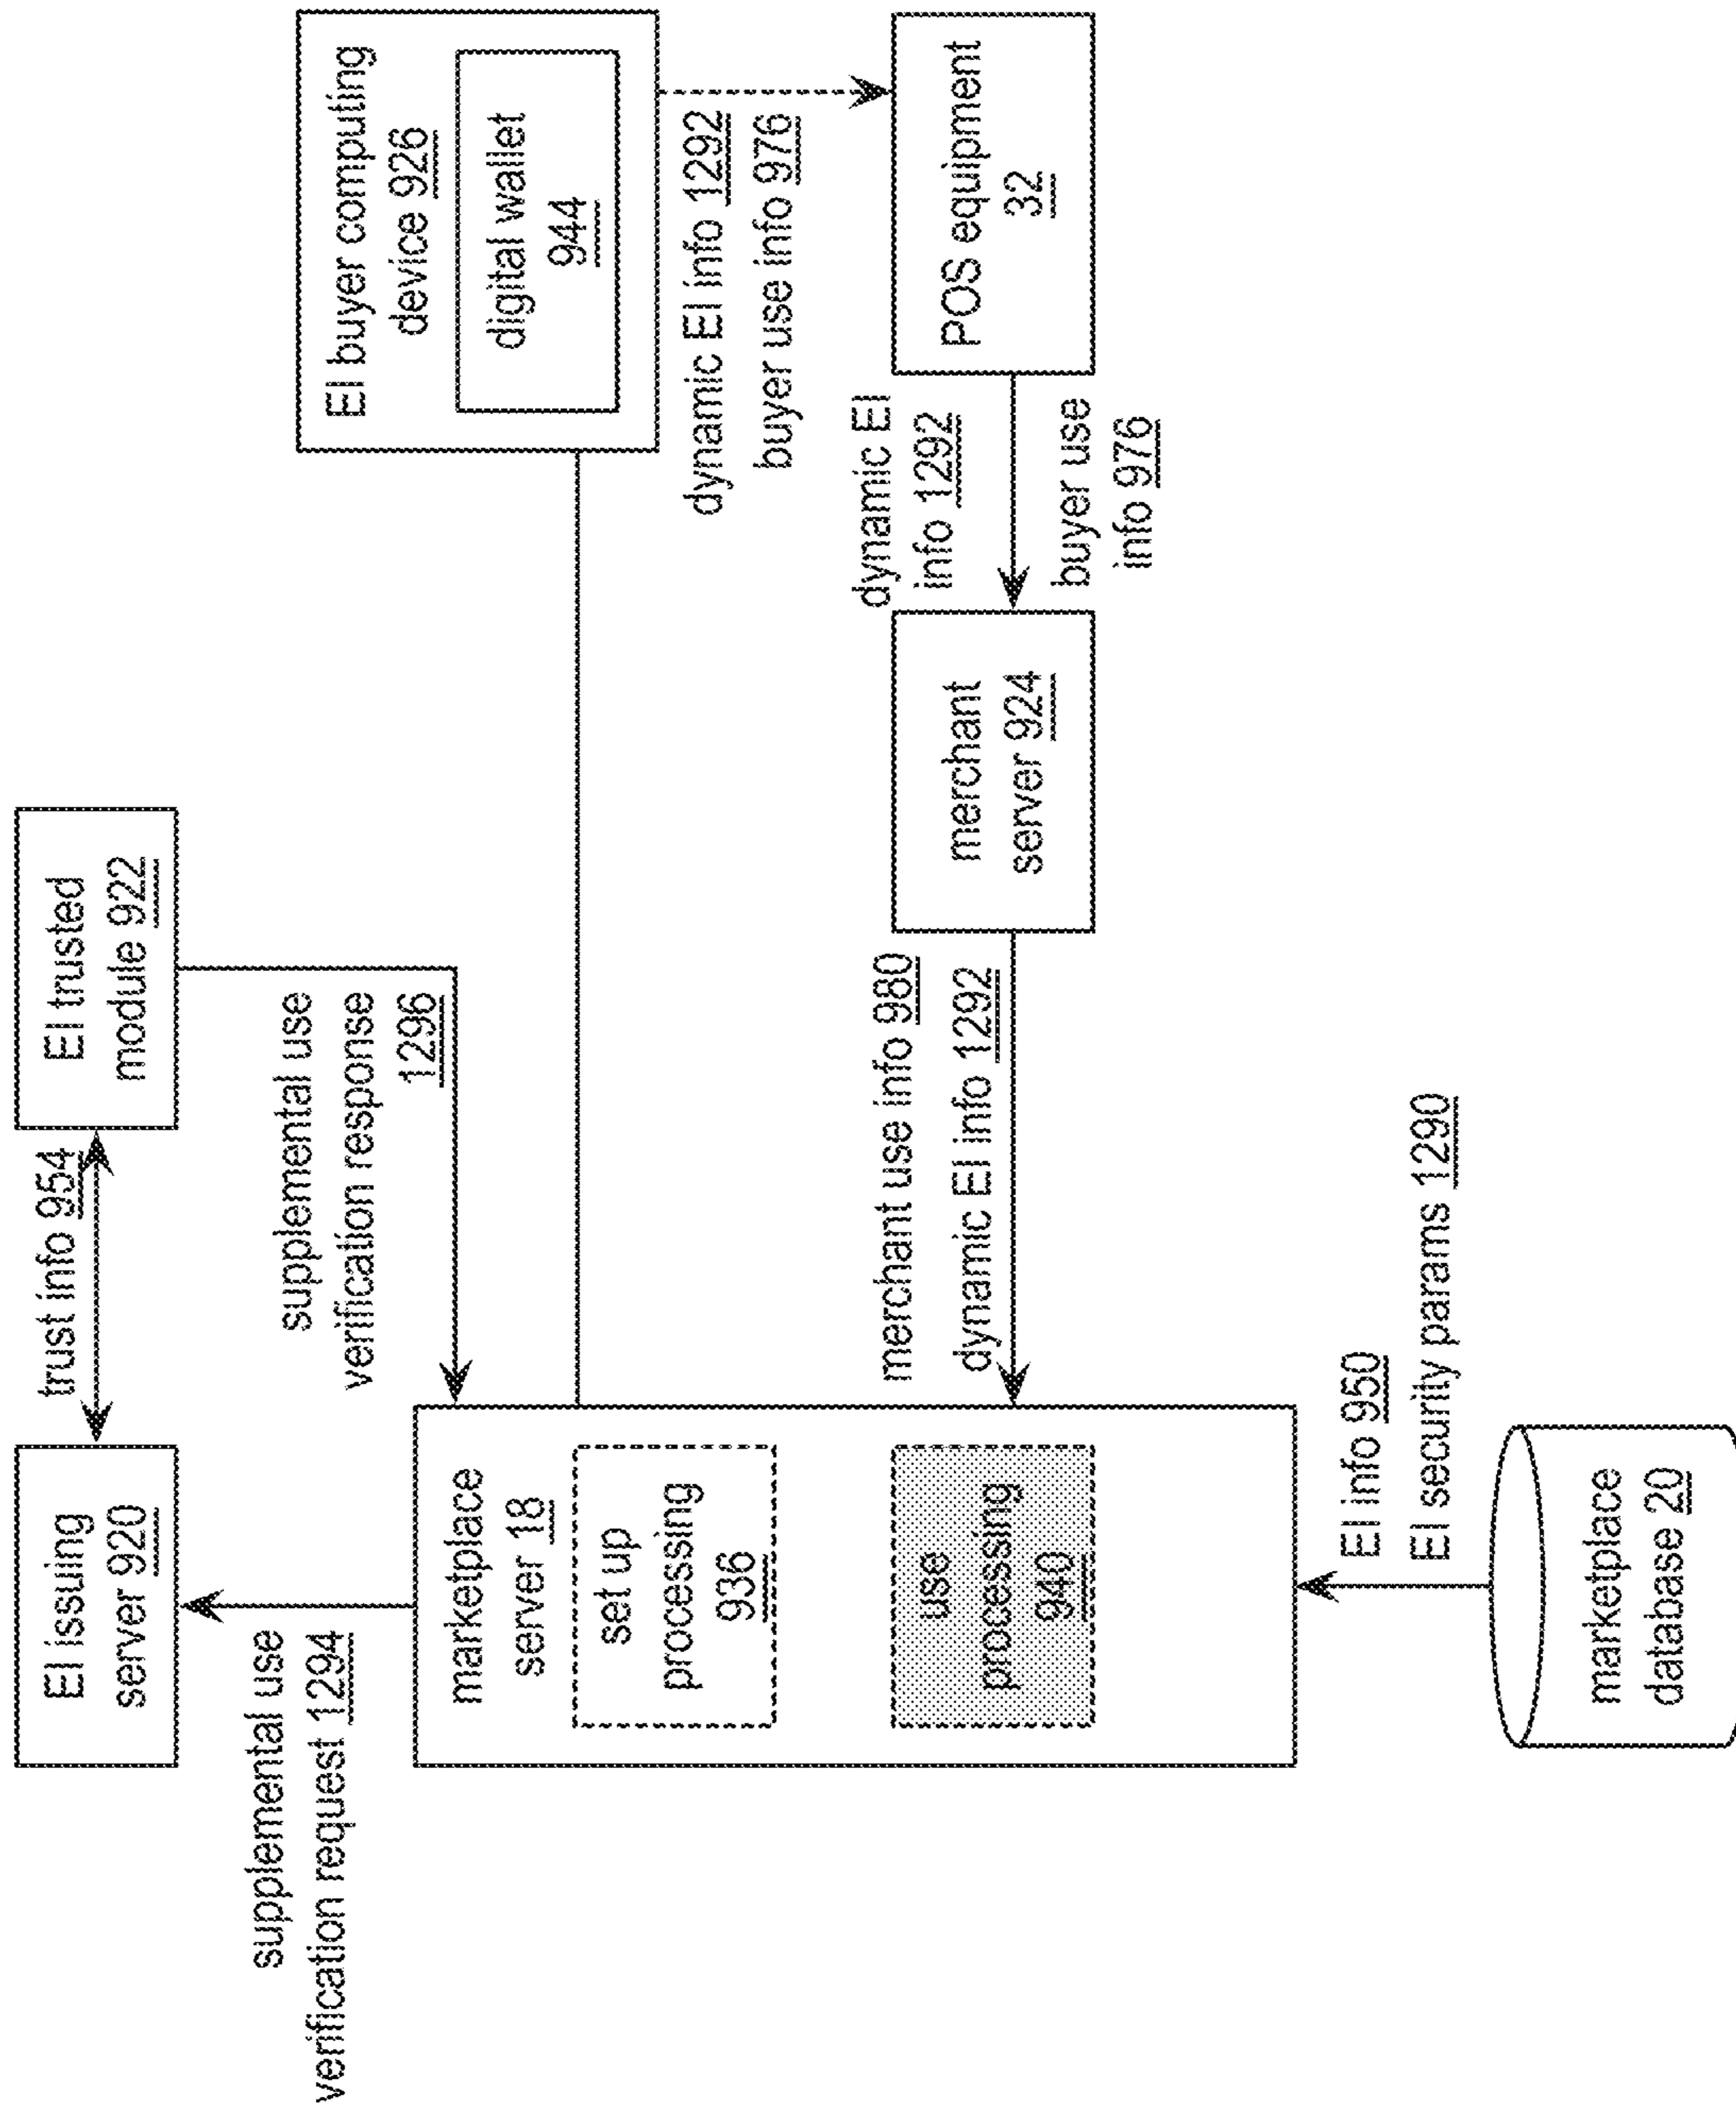 EI issuing
server 920
trust info 954
EI trusted
module 922
supplemental use
verification request 1294
supplemental use
verification response
1296
marketplace
server 18
set up
processing
936
use
processing
940
EI buyer computing
device 926
digital wallet
944
dynamic EI info 1292
buyer use info 976
merchant use info 980
dynamic EI info 1292
merchant
server 924
dynamic EI
info 1292
buyer use
info 976
POS equipment
32
EI info 950
EI security params 1290
marketplace
database 20